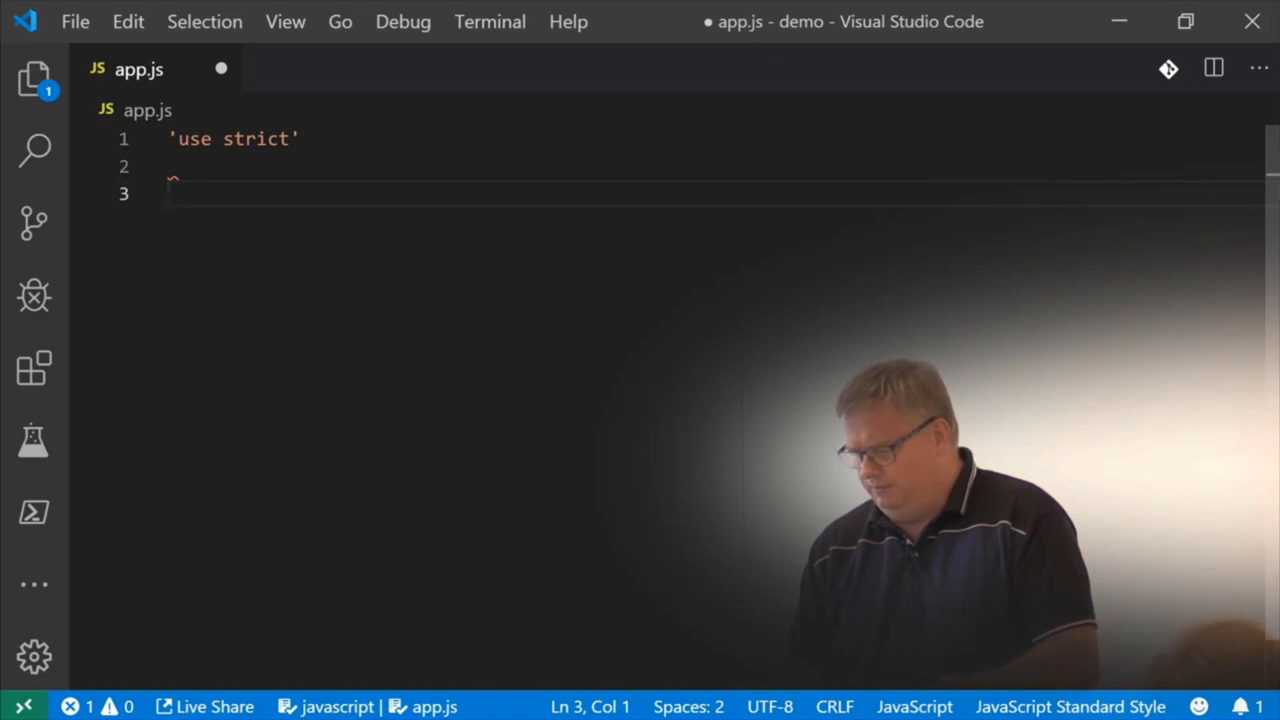 File Edit Selection View Go Debug Terminal Help ● app.js - demo - Visual Studio Code
JS app.js ●
1
JS app.js
1 'use strict'
2
3
1 0 Live Share javascript | app.js Ln 3, Col 1 Spaces: 2 UTF-8 CRLF JavaScript JavaScript Standard Style 1